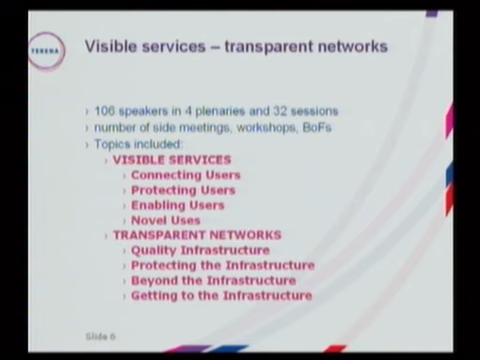 TERENA
Visible services – transparent networks
› 106 speakers in 4 plenaries and 32 sessions
› number of side meetings, workshops, BoFs
› Topics included:
› VISIBLE SERVICES
› Connecting Users
› Protecting Users
› Enabling Users
› Novel Uses
› TRANSPARENT NETWORKS
› Quality Infrastructure
› Protecting the Infrastructure
› Beyond the Infrastructure
› Getting to the Infrastructure
Slide 6